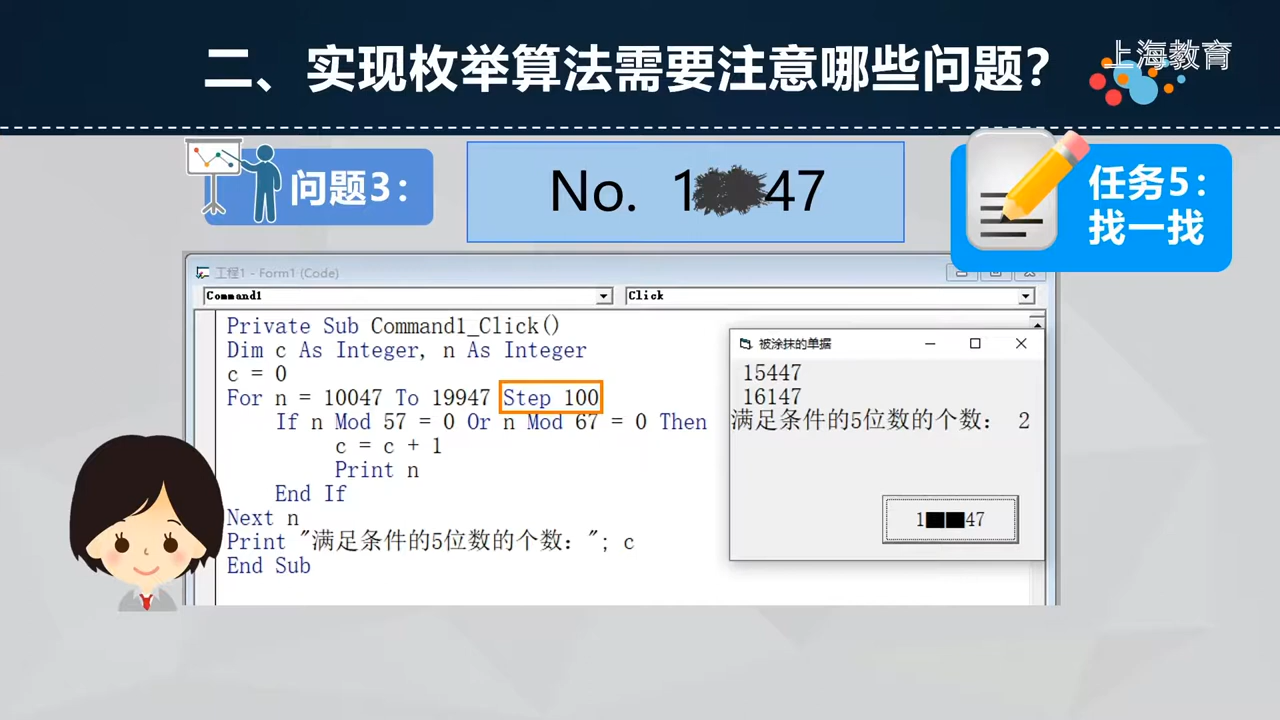 二、实现枚举算法需要注意哪些问题？
上海教育
问题3：
No. 1 47
任务5：
找一找
工程1 - Form1 (Code)
Command1
Click
Private Sub Command1_Click()
Dim c As Integer, n As Integer
c = 0
For n = 10047 To 19947 Step 100
If n Mod 57 = 0 Or n Mod 67 = 0 Then
c = c + 1
Print n
End If
Next n
Print "满足条件的5位数的个数："; c
End Sub
被涂抹的单据
15447
16147
满足条件的5位数的个数： 2
1██47